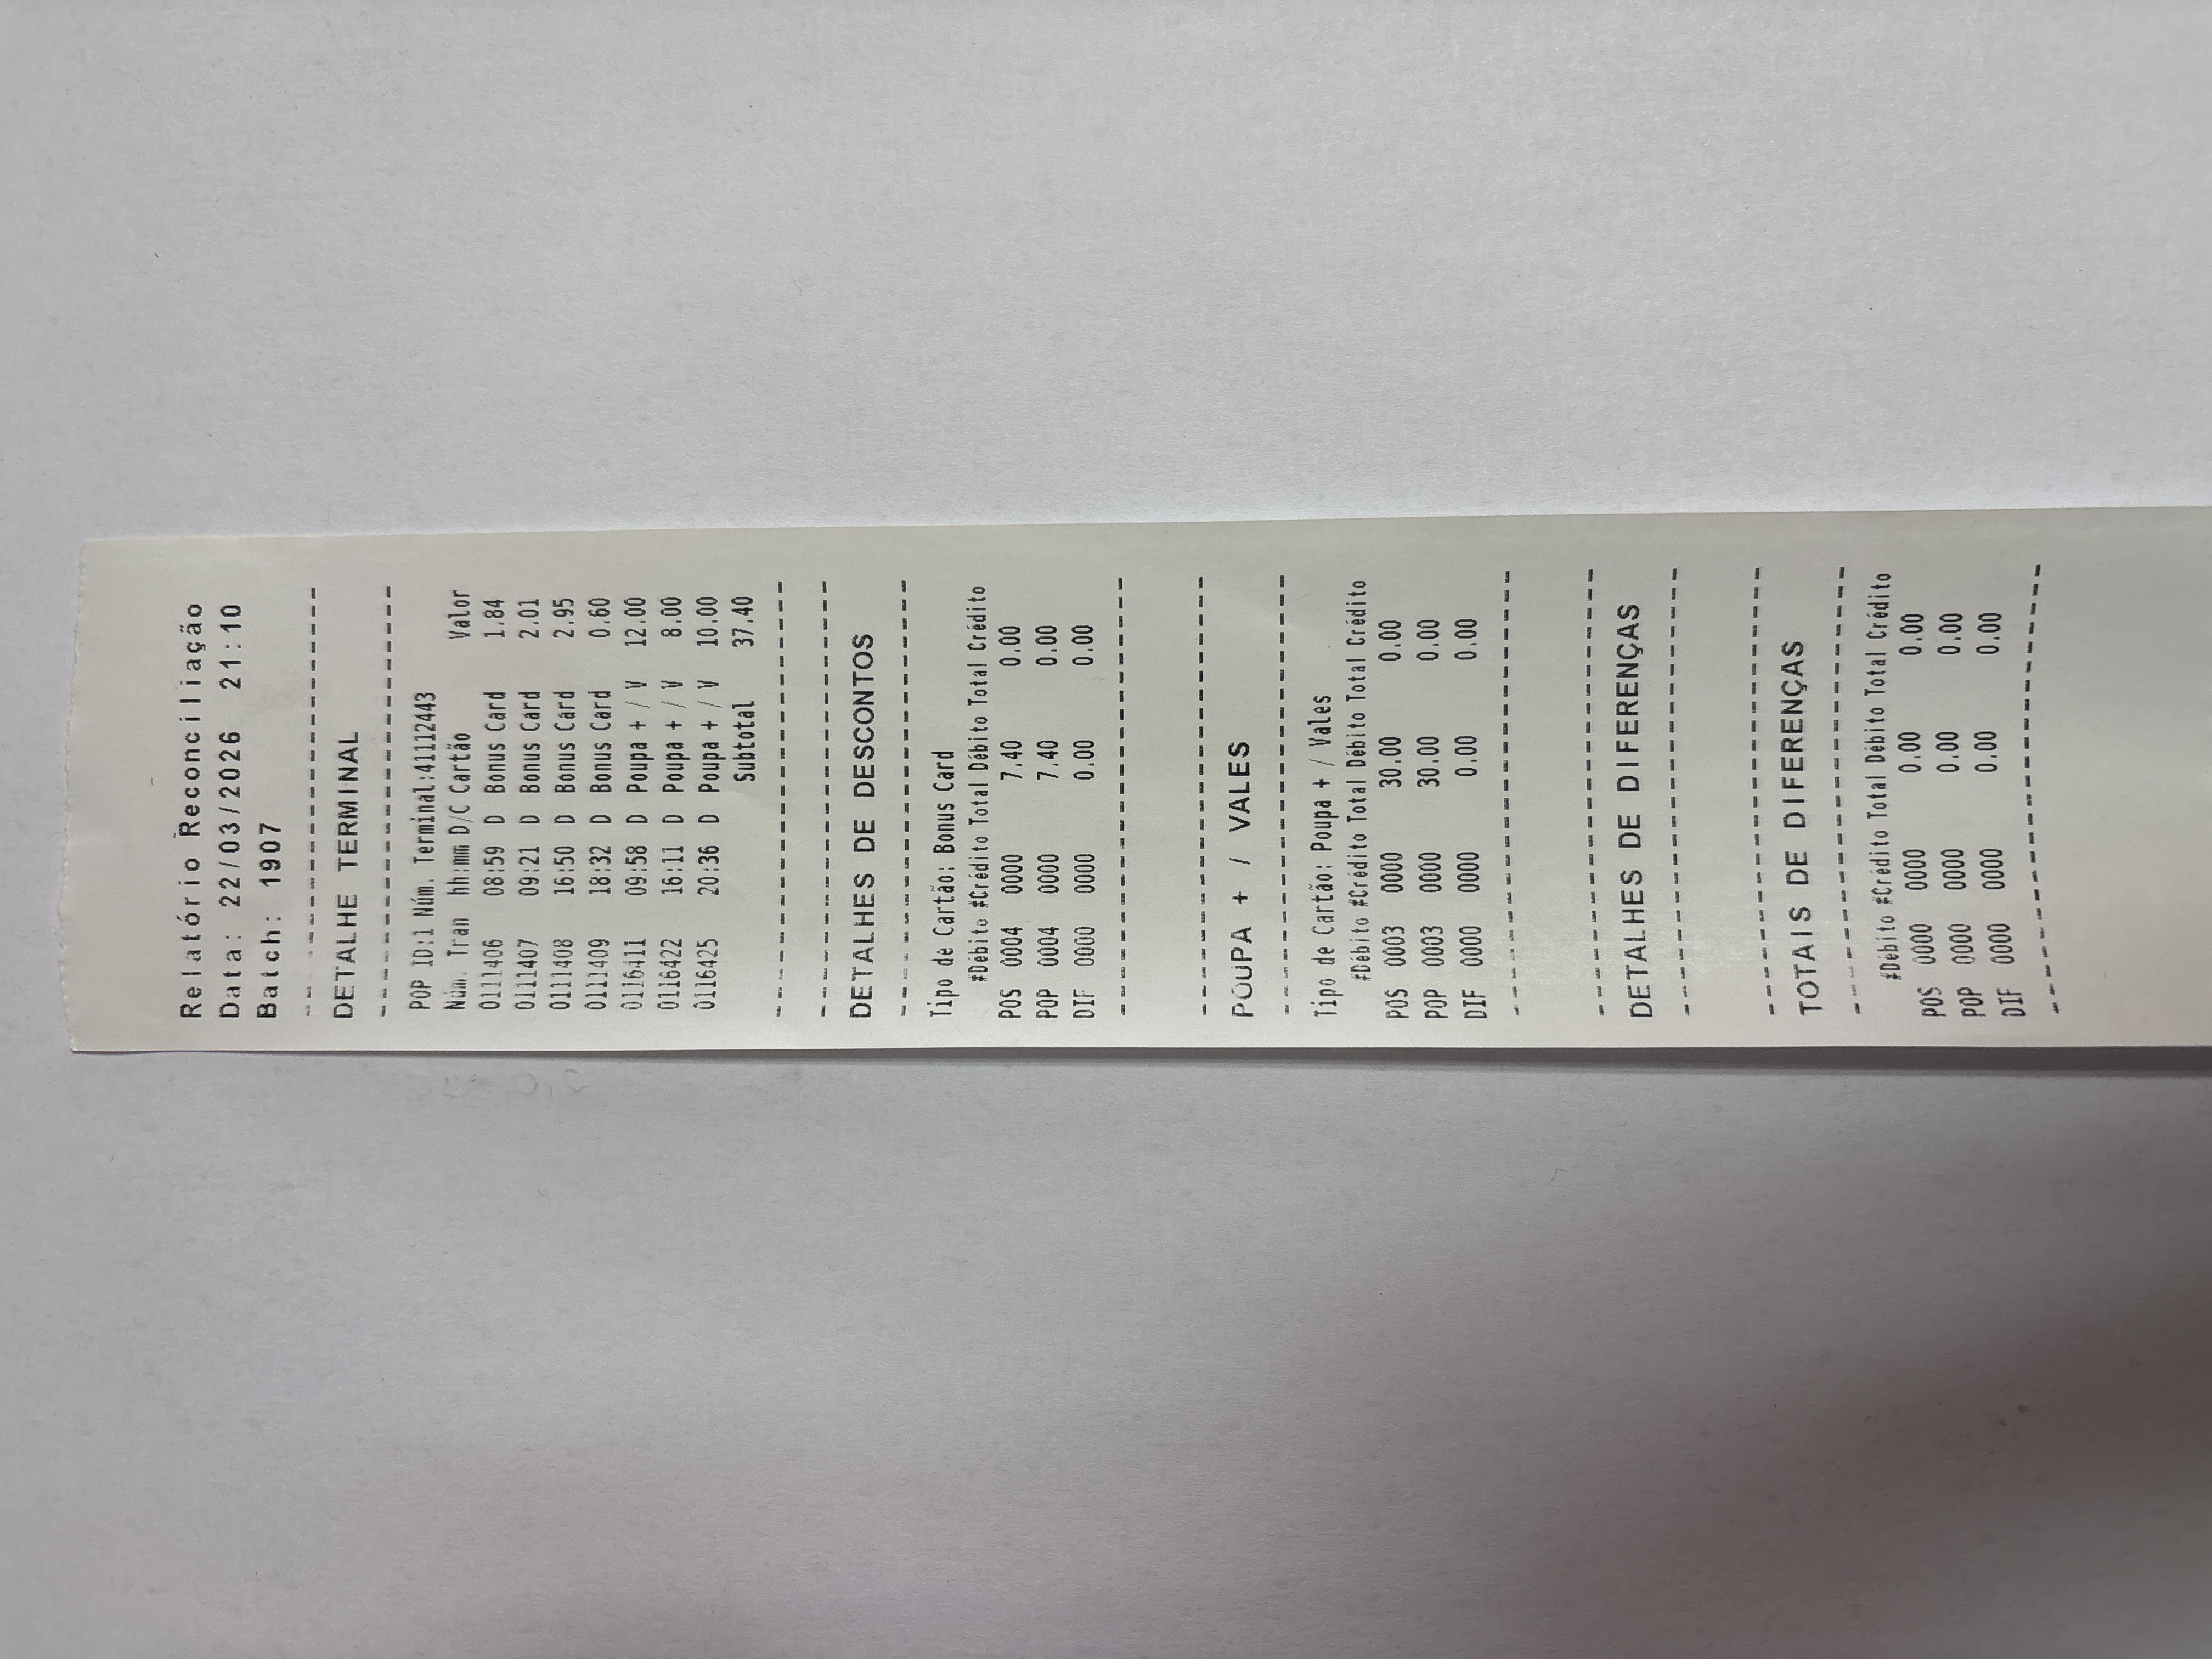 Relatório Reconciliação
Data: 22/03/2026 21:10
Batch: 1907
--------------------------------
DETALHE TERMINAL
--------------------------------
POP ID:1 Núm. Terminal:41112443
Núm. Tran hh:mm D/C Cartão Valor
0111406 08:59 D Bonus Card 1.84
0111407 09:21 D Bonus Card 2.01
0111408 16:50 D Bonus Card 2.95
0111409 18:32 D Bonus Card 0.60
0116411 09:58 D Poupa + / V 12.00
0116422 16:11 D Poupa + / V 8.00
0116425 20:36 D Poupa + / V 10.00
Subtotal 37.40
--------------------------------
--------------------------------
DETALHES DE DESCONTOS
--------------------------------
Tipo de Cartão: Bonus Card
#Débito #Crédito Total Débito Total Crédito
POS 0004 0000 7.40 0.00
POP 0004 0000 7.40 0.00
DIF 0000 0000 0.00 0.00
--------------------------------
--------------------------------
POUPA + / VALES
--------------------------------
Tipo de Cartão: Poupa + / Vales
#Débito #Crédito Total Débito Total Crédito
POS 0003 0000 30.00 0.00
POP 0003 0000 30.00 0.00
DIF 0000 0000 0.00 0.00
--------------------------------
--------------------------------
DETALHES DE DIFERENÇAS
--------------------------------
--------------------------------
TOTAIS DE DIFERENÇAS
--------------------------------
#Débito #Crédito Total Débito Total Crédito
POS 0000 0000 0.00 0.00
POP 0000 0000 0.00 0.00
DIF 0000 0000 0.00 0.00
--------------------------------